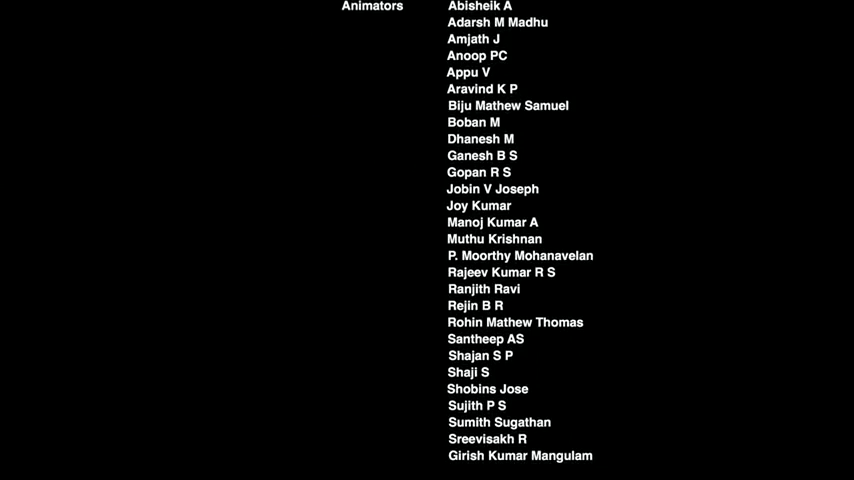 Animators Abisheik A
Adarsh M Madhu
Amjath J
Anoop PC
Appu V
Aravind K P
Biju Mathew Samuel
Boban M
Dhanesh M
Ganesh B S
Gopan R S
Jobin V Joseph
Joy Kumar
Manoj Kumar A
Muthu Krishnan
P. Moorthy Mohanavelan
Rajeev Kumar R S
Ranjith Ravi
Rejin B R
Rohin Mathew Thomas
Santheep AS
Shajan S P
Shaji S
Shobins Jose
Sujith P S
Sumith Sugathan
Sreevisakh R
Girish Kumar Mangulam